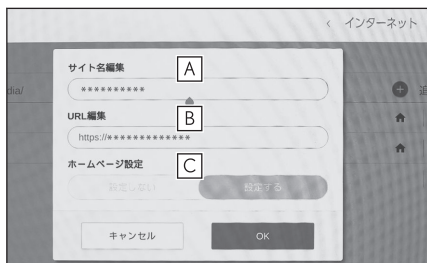 < インターネット
サイト名編集
A
**********
dia/
追
URL編集
B
https://*************
ホームページ設定
C
設定しない
設定する
キャンセル
OK